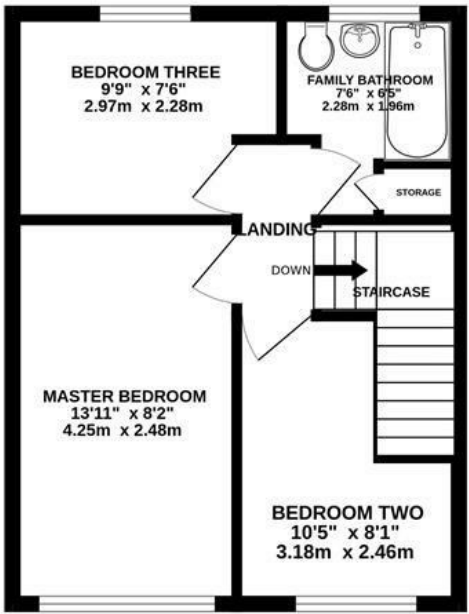 BEDROOM THREE
9'9" x 7'6"
2.97m x 2.28m
FAMILY BATHROOM
7'6" x 6'5"
2.28m x 1.96m
STORAGE
LANDING
DOWN
STAIRCASE
MASTER BEDROOM
13'11" x 8'2"
4.25m x 2.48m
BEDROOM TWO
10'5" x 8'1"
3.18m x 2.46m